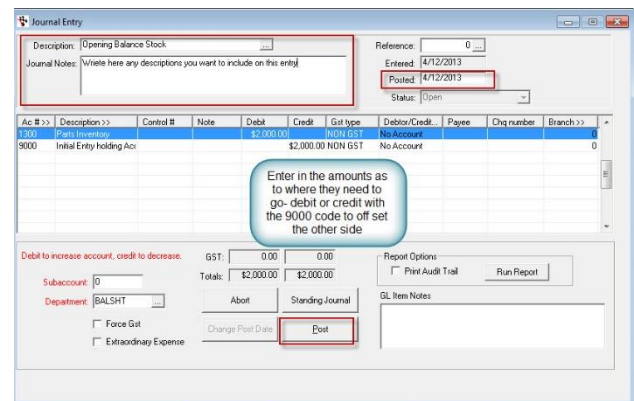 Journal Entry
Description: Opening Balance Stock ...
Reference: 0 ...
Journal Notes: Wriete here any descriptions you want to include on this entry
Entered: 4/12/2013
Posted: 4/12/2013
Status: Open
Ac # >> Description >> Control # Note Debit Credit Gst type Debtor/Credit... Payee Chq number Branch >>
1300 Parts Inventory $2,000.00 NON GST No Account 0
9000 Initial Entry holding Acc $2,000.00 NON GST No Account 0
Enter in the amounts as
to where they need to
go- debit or credit with
the 9000 code to off set
the other side
Debit to increase account, credit to decrease.
GST: 0.00 0.00
Totals: $2,000.00 $2,000.00
Subaccount: 0
Department: BALSHT ...
Force Gst
Extraordinary Expense
Abort Standing Journal
Change Post Date Post
Report Options
Print Audit Trail Run Report
GL Item Notes